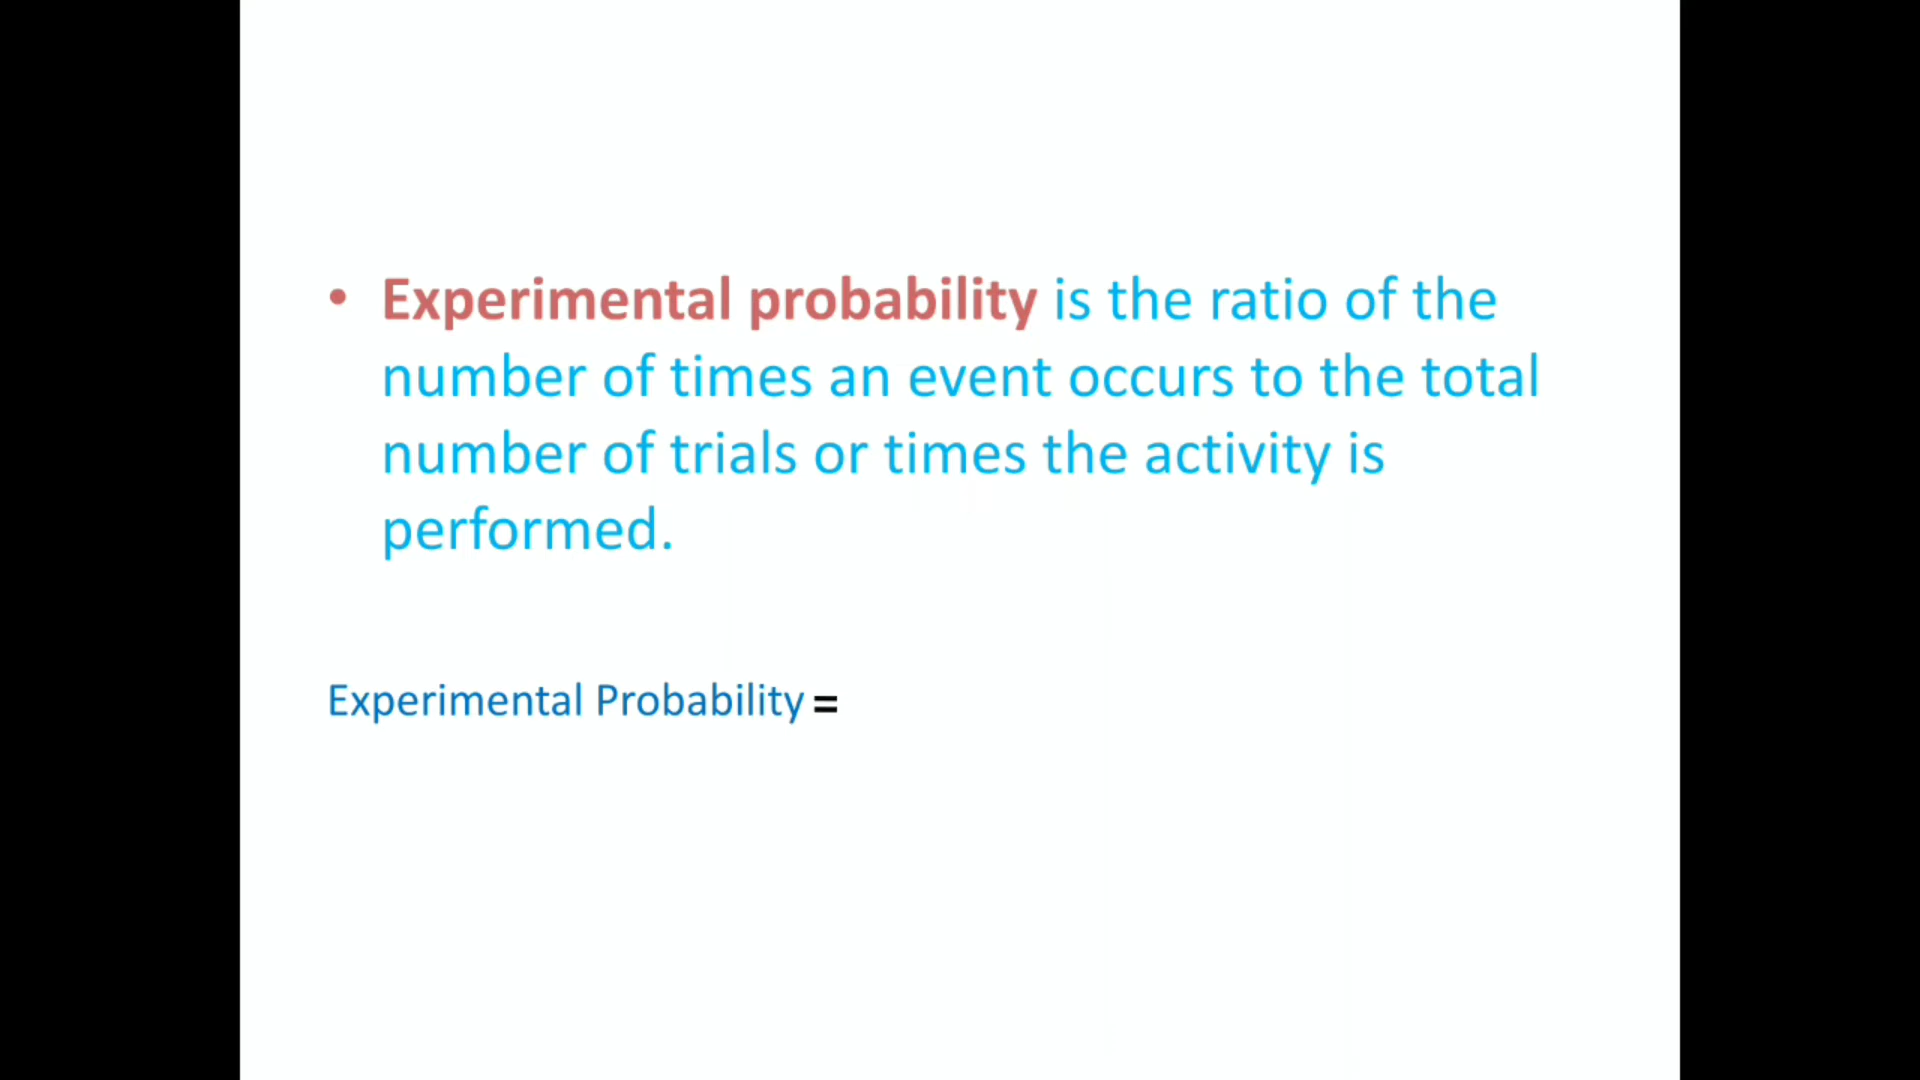 • Experimental probability is the ratio of the
number of times an event occurs to the total
number of trials or times the activity is
performed.
Experimental Probability =